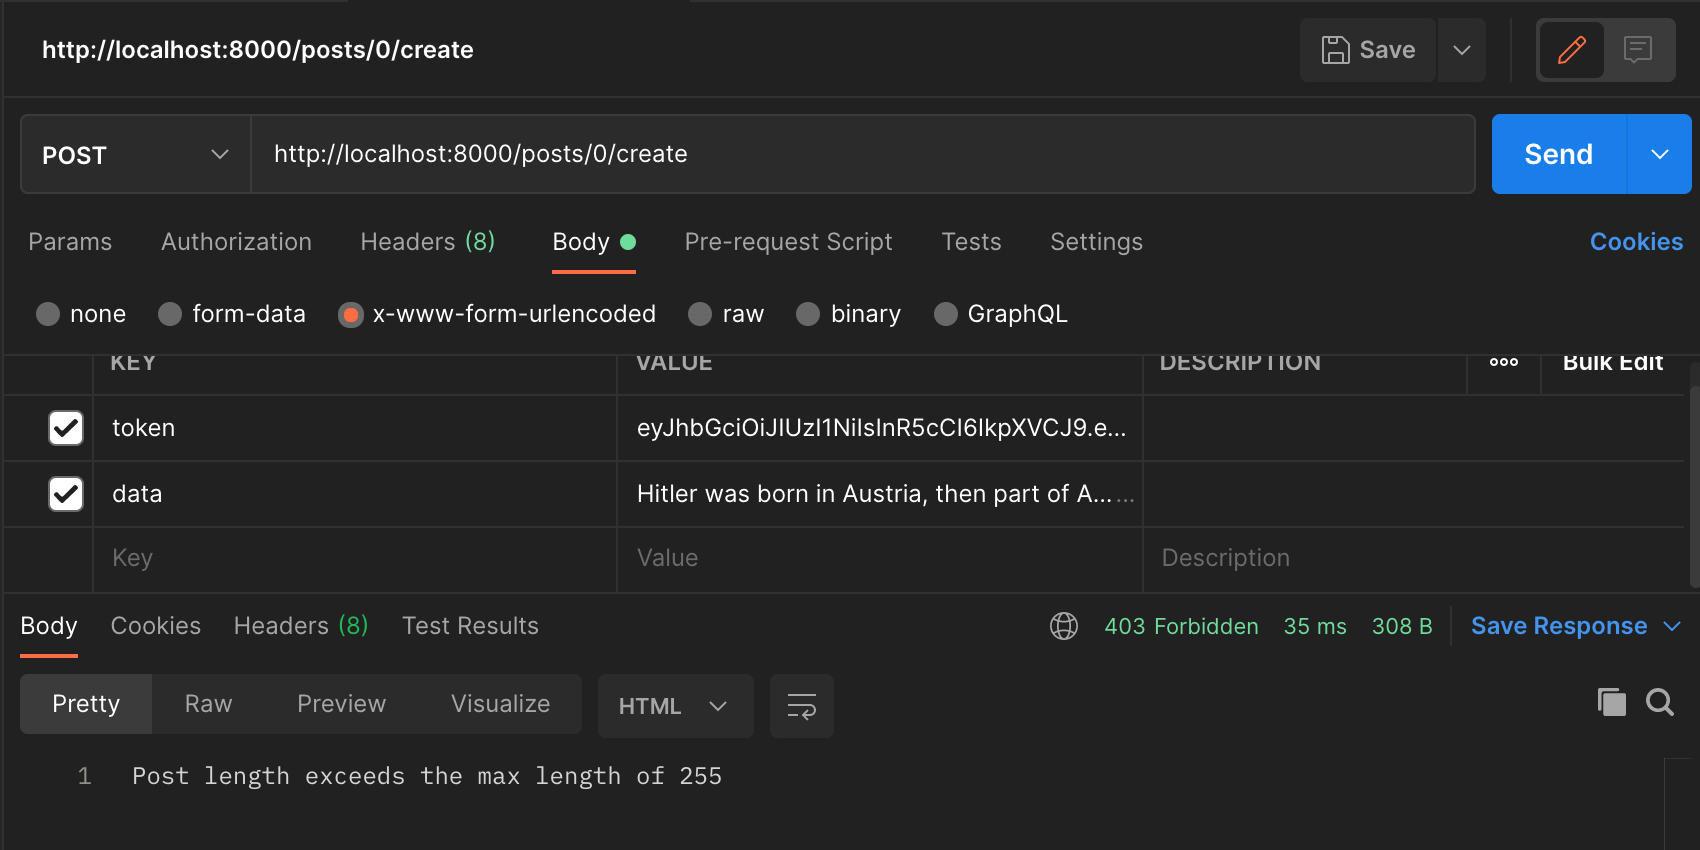 http://localhost:8000/posts/0/create
Save
POST
http://localhost:8000/posts/0/create
Send
Params Authorization Headers (8) Body Pre-request Script Tests Settings Cookies
none form-data x-www-form-urlencoded raw binary GraphQL
KEY VALUE DESCRIPTION Bulk Edit
token eyJhbGciOiJIUzI1NiIsInR5cCI6IkpXVCJ9.e...
data Hitler was born in Austria, then part of A... ...
Key Value Description
Body Cookies Headers (8) Test Results 403 Forbidden 35 ms 308 B Save Response
Pretty Raw Preview Visualize HTML
1 Post length exceeds the max length of 255